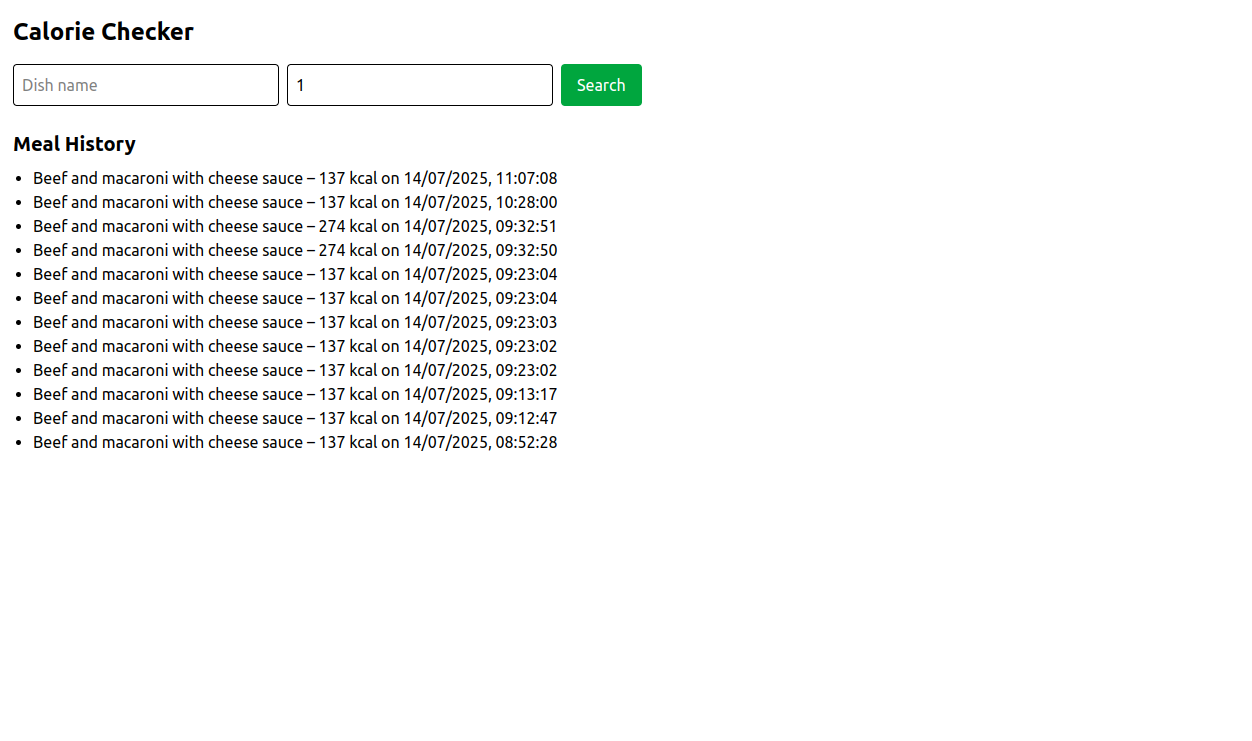 Calorie Checker
Dish name 1 Search
Meal History
Beef and macaroni with cheese sauce – 137 kcal on 14/07/2025, 11:07:08
Beef and macaroni with cheese sauce – 137 kcal on 14/07/2025, 10:28:00
Beef and macaroni with cheese sauce – 274 kcal on 14/07/2025, 09:32:51
Beef and macaroni with cheese sauce – 274 kcal on 14/07/2025, 09:32:50
Beef and macaroni with cheese sauce – 137 kcal on 14/07/2025, 09:23:04
Beef and macaroni with cheese sauce – 137 kcal on 14/07/2025, 09:23:04
Beef and macaroni with cheese sauce – 137 kcal on 14/07/2025, 09:23:03
Beef and macaroni with cheese sauce – 137 kcal on 14/07/2025, 09:23:02
Beef and macaroni with cheese sauce – 137 kcal on 14/07/2025, 09:23:02
Beef and macaroni with cheese sauce – 137 kcal on 14/07/2025, 09:13:17
Beef and macaroni with cheese sauce – 137 kcal on 14/07/2025, 09:12:47
Beef and macaroni with cheese sauce – 137 kcal on 14/07/2025, 08:52:28